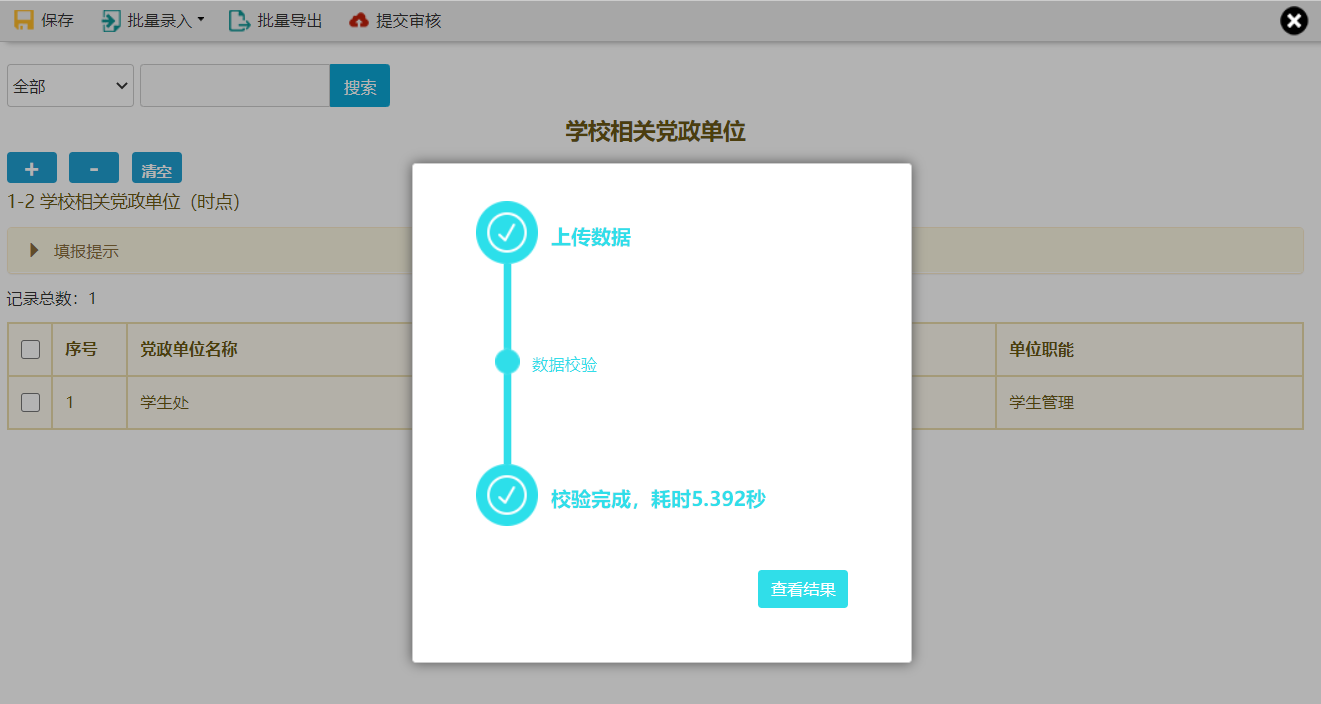 保存 批量录入 批量导出 提交审核
全部 搜索
学校相关党政单位
+ - 清空
1-2 学校相关党政单位（时点）
填报提示
记录总数：1
序号 党政单位名称 单位职能
1 学生处 学生管理
上传数据
数据校验
校验完成，耗时5.392秒
查看结果